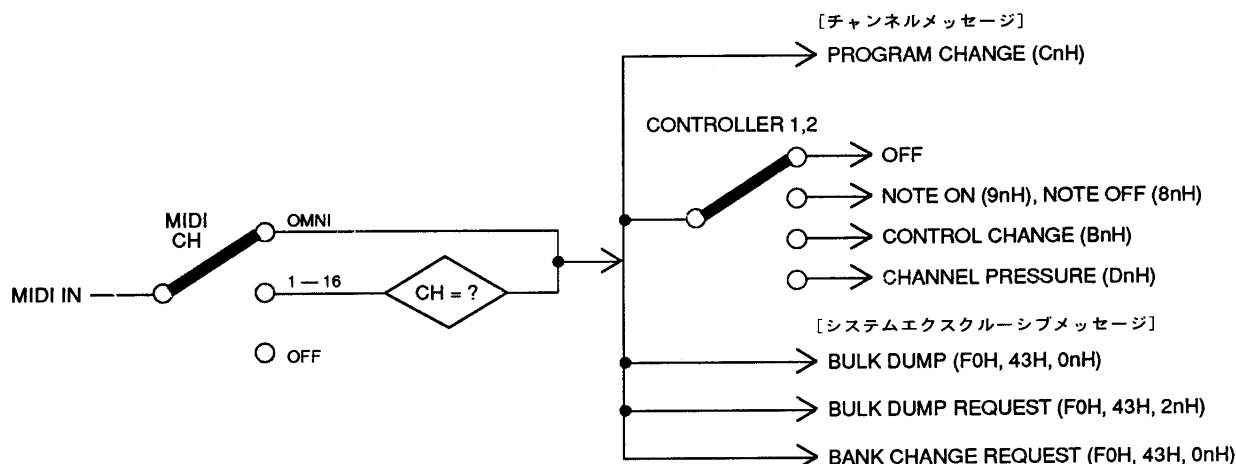 [チャンネルメッセージ]
PROGRAM CHANGE (CnH)
CONTROLLER 1,2
OFF
NOTE ON (9nH), NOTE OFF (8nH)
CONTROL CHANGE (BnH)
CHANNEL PRESSURE (DnH)
MIDI
CH
OMNI
MIDI IN
1 — 16
CH = ?
OFF
[システムエクスクルーシブメッセージ]
BULK DUMP (F0H, 43H, 0nH)
BULK DUMP REQUEST (F0H, 43H, 2nH)
BANK CHANGE REQUEST (F0H, 43H, 0nH)